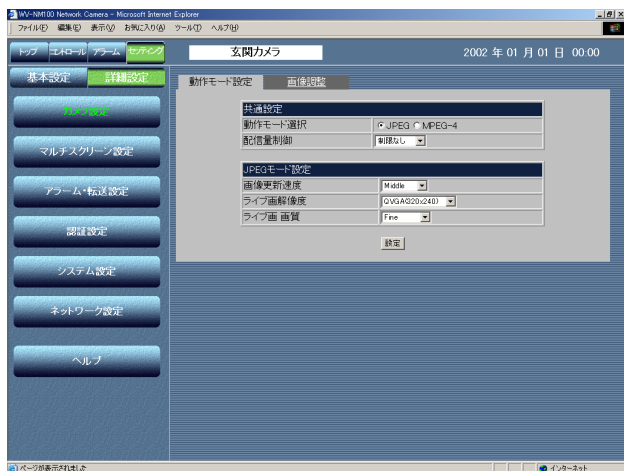 WV-NM100 Network Camera - Microsoft Internet Explorer
ファイル(F) 編集(E) 表示(V) お気に入り(A) ツール(T) ヘルプ(H)
トップ コントロール アラーム セッティング 玄関カメラ 2002 年 01 月 01 日 00:00
基本設定 詳細設定
動作モード設定 画像調整
カメラ設定
マルチスクリーン設定
アラーム・転送設定
認証設定
システム設定
ネットワーク設定
ヘルプ
共通設定
動作モード選択 JPEG MPEG-4
配信量制御 制限なし
JPEGモード設定
画像更新速度 Middle
ライブ画解像度 QVGA(320x240)
ライブ画 画質 Fine
設定
ページが表示されました インターネット